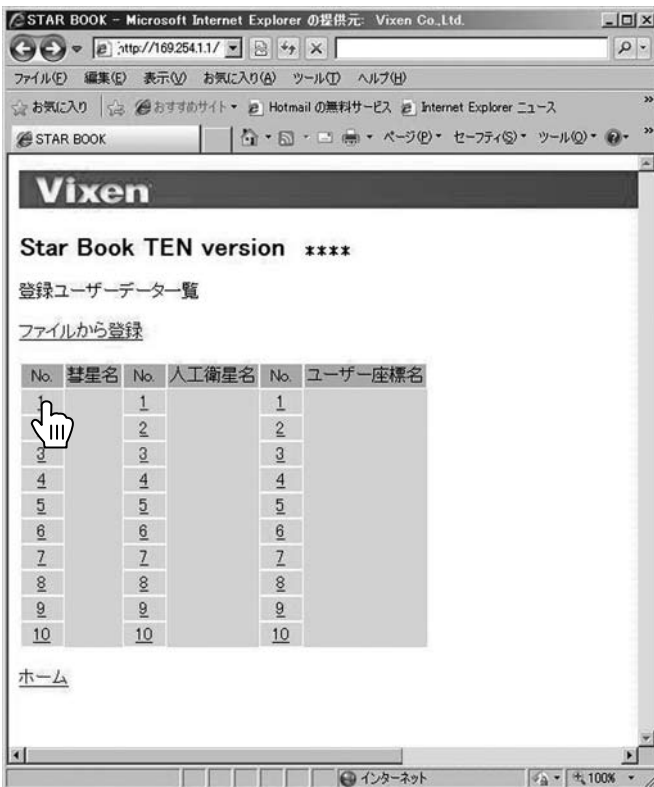 STAR BOOK - Microsoft Internet Explorer の提供元: Vixen Co.,Ltd.
http://169.254.1.1/
ファイル(F) 編集(E) 表示(V) お気に入り(A) ツール(T) ヘルプ(H)
お気に入り おすすめサイト Hotmail の無料サービス Internet Explorer ニュース »
STAR BOOK ページ(P) セーフティ(S) ツール(O) »
Vixen
Star Book TEN version ****
登録ユーザーデータ一覧
ファイルから登録
No. 彗星名 No. 人工衛星名 No. ユーザー座標名
1 1 1
2 2
3 3 3
4 4 4
5 5 5
6 6 6
7 7 7
8 8 8
9 9 9
10 10 10
ホーム
インターネット 100%